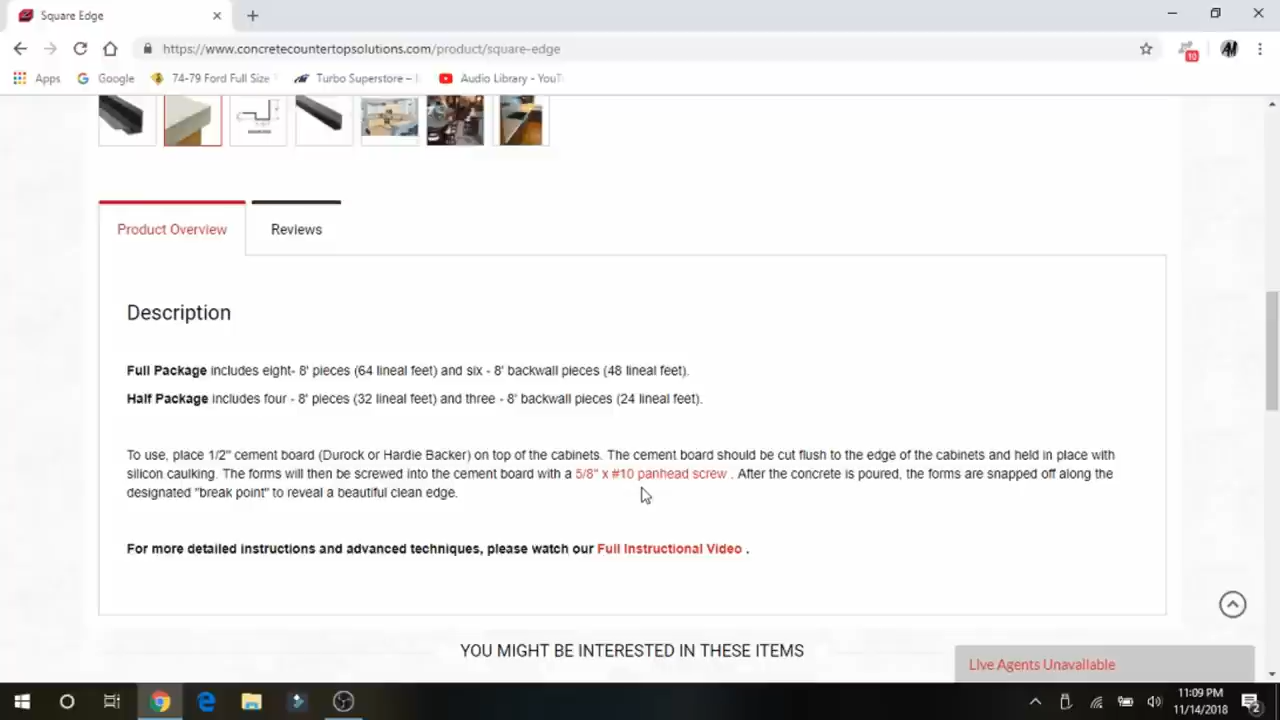 Square Edge
https://www.concretecountertopsolutions.com/product/square-edge
10
Apps Google 74-79 Ford Full Size Turbo Superstore – Audio Library - YouT
Product Overview Reviews
Description
Full Package includes eight- 8' pieces (64 lineal feet) and six - 8' backwall pieces (48 lineal feet).
Half Package includes four - 8' pieces (32 lineal feet) and three - 8' backwall pieces (24 lineal feet).
To use, place 1/2" cement board (Durock or Hardie Backer) on top of the cabinets. The cement board should be cut flush to the edge of the cabinets and held in place with
silicon caulking. The forms will then be screwed into the cement board with a 5/8" x #10 panhead screw . After the concrete is poured, the forms are snapped off along the
designated "break point" to reveal a beautiful clean edge.
For more detailed instructions and advanced techniques, please watch our Full Instructional Video .
YOU MIGHT BE INTERESTED IN THESE ITEMS
Live Agents Unavailable
11:09 PM
11/14/2018
2